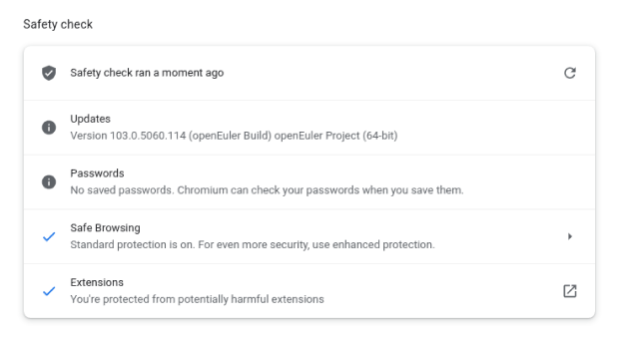 Safety check
Safety check ran a moment ago
Updates
Version 103.0.5060.114 (openEuler Build) openEuler Project (64-bit)
Passwords
No saved passwords. Chromium can check your passwords when you save them.
Safe Browsing
Standard protection is on. For even more security, use enhanced protection.
Extensions
You're protected from potentially harmful extensions